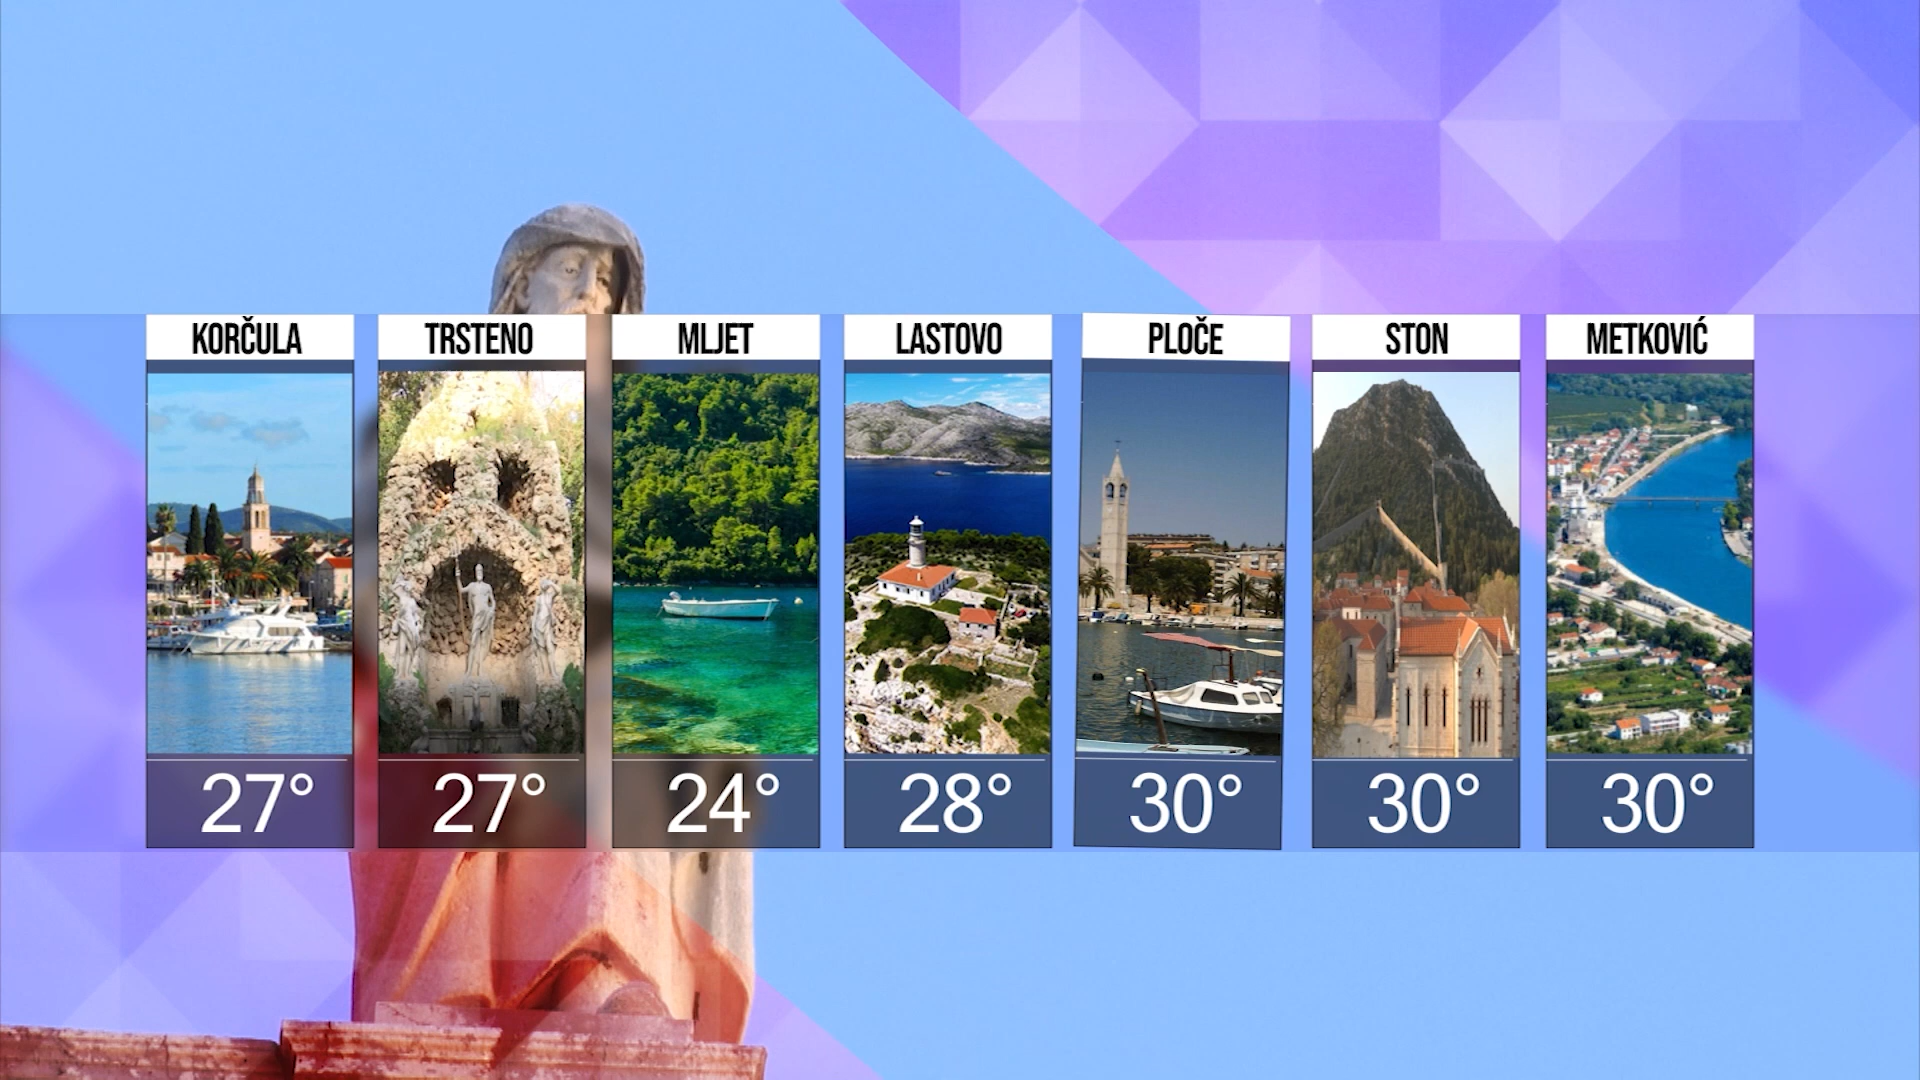 KORČULA
TRSTENO
MLJET
LASTOVO
PLOČE
STON
METKOVIĆ
27°
27°
24°
28°
30°
30°
30°